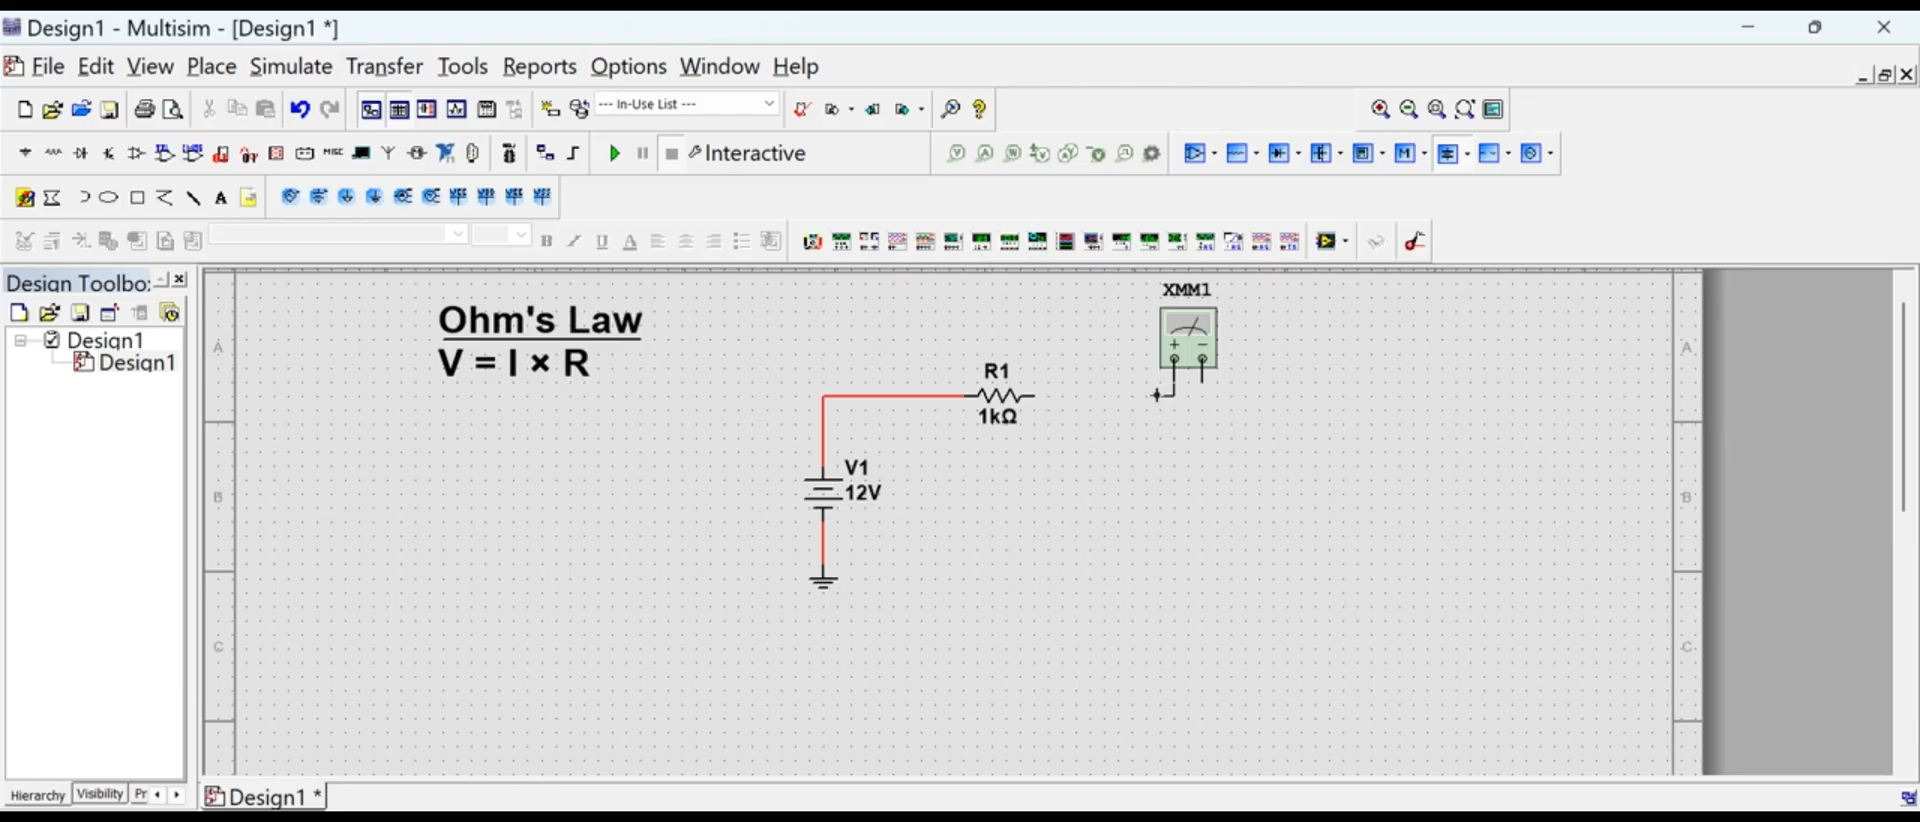 Design1 - Multisim - [Design1 *]
File Edit View Place Simulate Transfer Tools Reports Options Window Help
--- In-Use List ---
MISC Interactive
Design Toolbo:
Design1
Design1
Ohm's Law
V = I × R
XMM1
R1
1kΩ
V1
12V
A
B
C
A
B
C
Hierarchy Visibility Pr
Design1 *